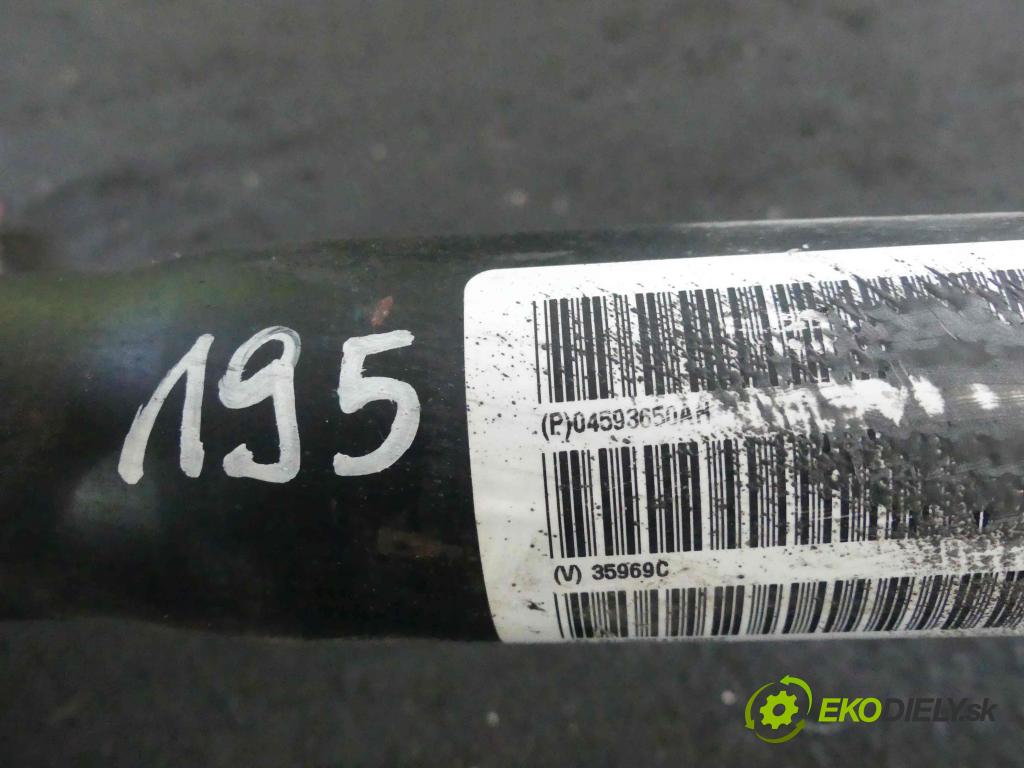 195
(P)04593650AH
(V) 35969C
EKODIELY.sk